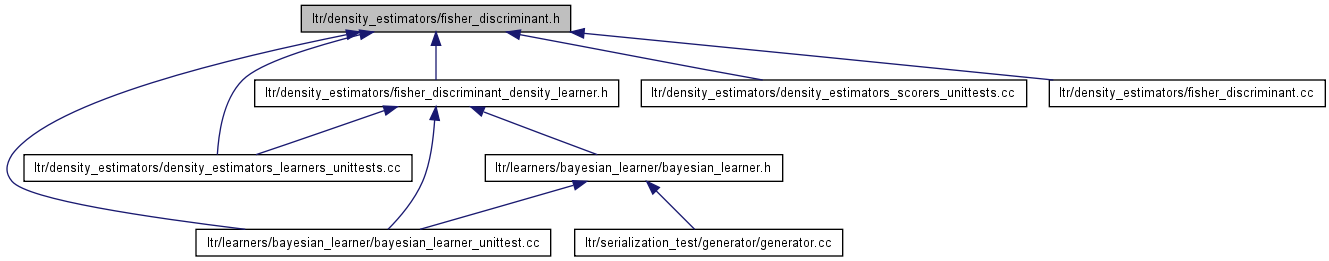 ltr/density_estimators/fisher_discriminant.h
ltr/density_estimators/fisher_discriminant_density_learner.h
ltr/density_estimators/density_estimators_scorers_unittests.cc
ltr/density_estimators/fisher_discriminant.cc
ltr/density_estimators/density_estimators_learners_unittests.cc
ltr/learners/bayesian_learner/bayesian_learner.h
ltr/learners/bayesian_learner/bayesian_learner_unittest.cc
ltr/serialization_test/generator/generator.cc